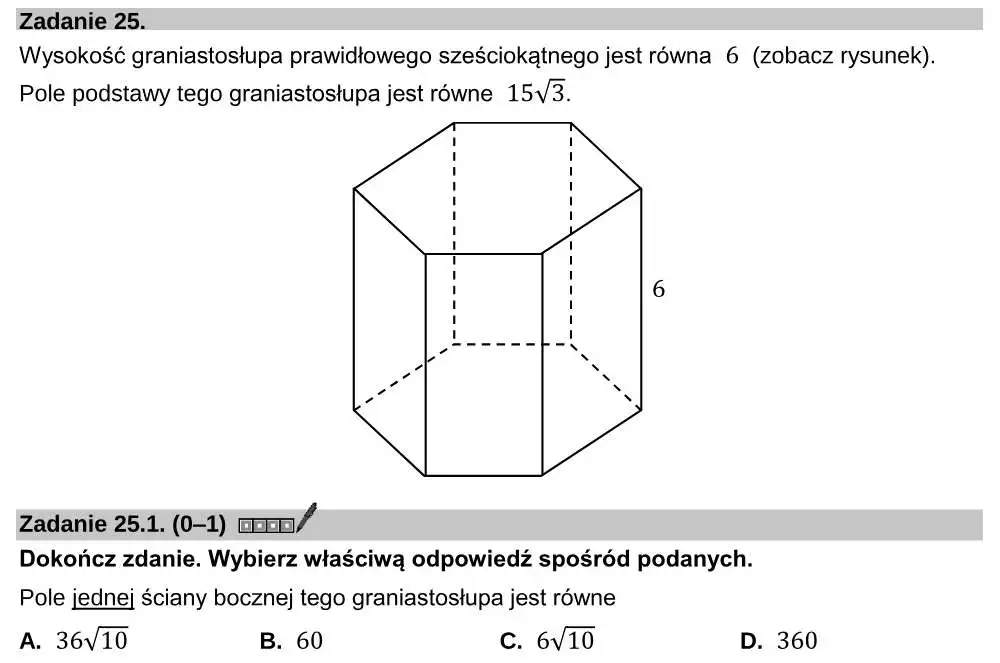 Zadanie 25.
Wysokość graniastosłupa prawidłowego sześciokątnego jest równa 6 (zobacz rysunek).
Pole podstawy tego graniastosłupa jest równe 15√3.
6
Zadanie 25.1. (0–1)
Dokończ zdanie. Wybierz właściwą odpowiedź spośród podanych.
Pole jednej ściany bocznej tego graniastosłupa jest równe
A. 36√10 B. 60 C. 6√10 D. 360